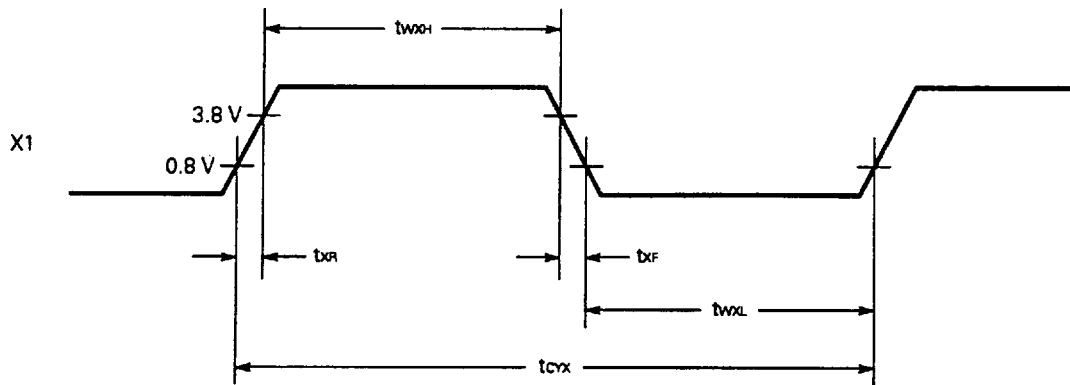 tWXH
3.8 V
X1
0.8 V
tXR
tXF
tWXL
tCYX